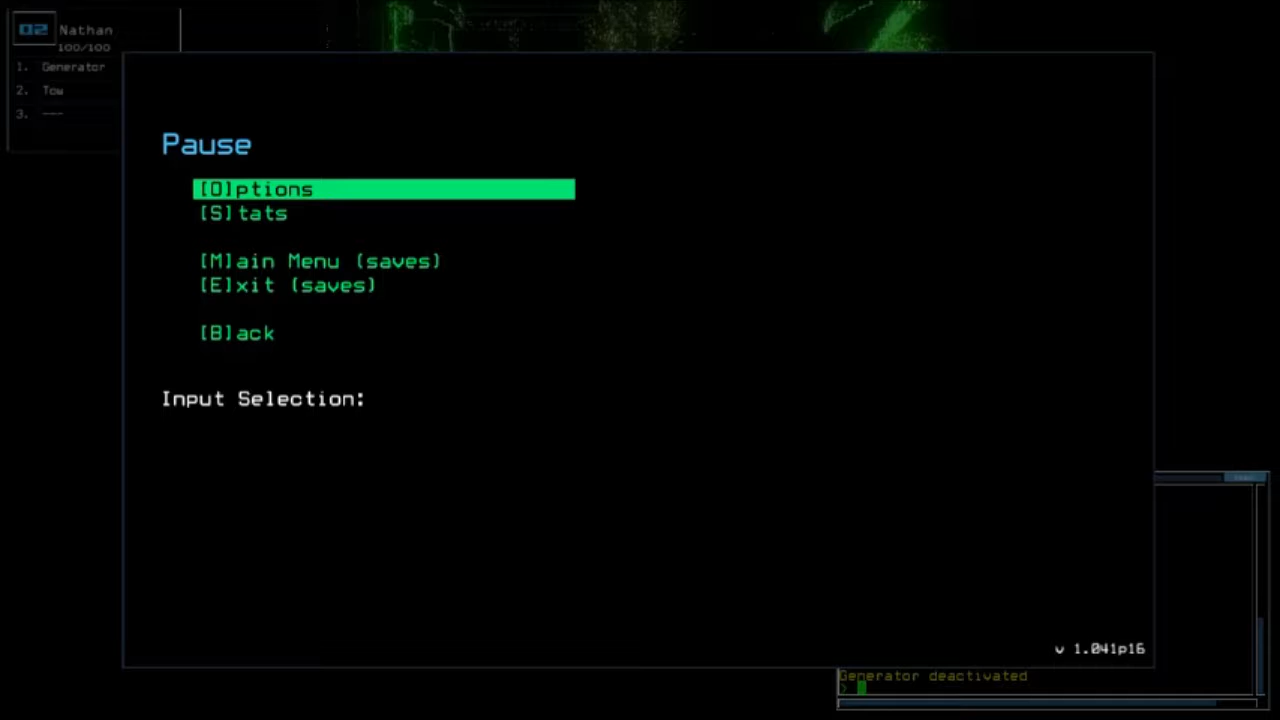 02 Nathan
100/100
1. Generator
2. Tow
3. ---
Pause
[O]ptions
[S]tats
[M]ain Menu (saves)
[E]xit (saves)
[B]ack
Input Selection:
v 1.041p16
Generator deactivated
>